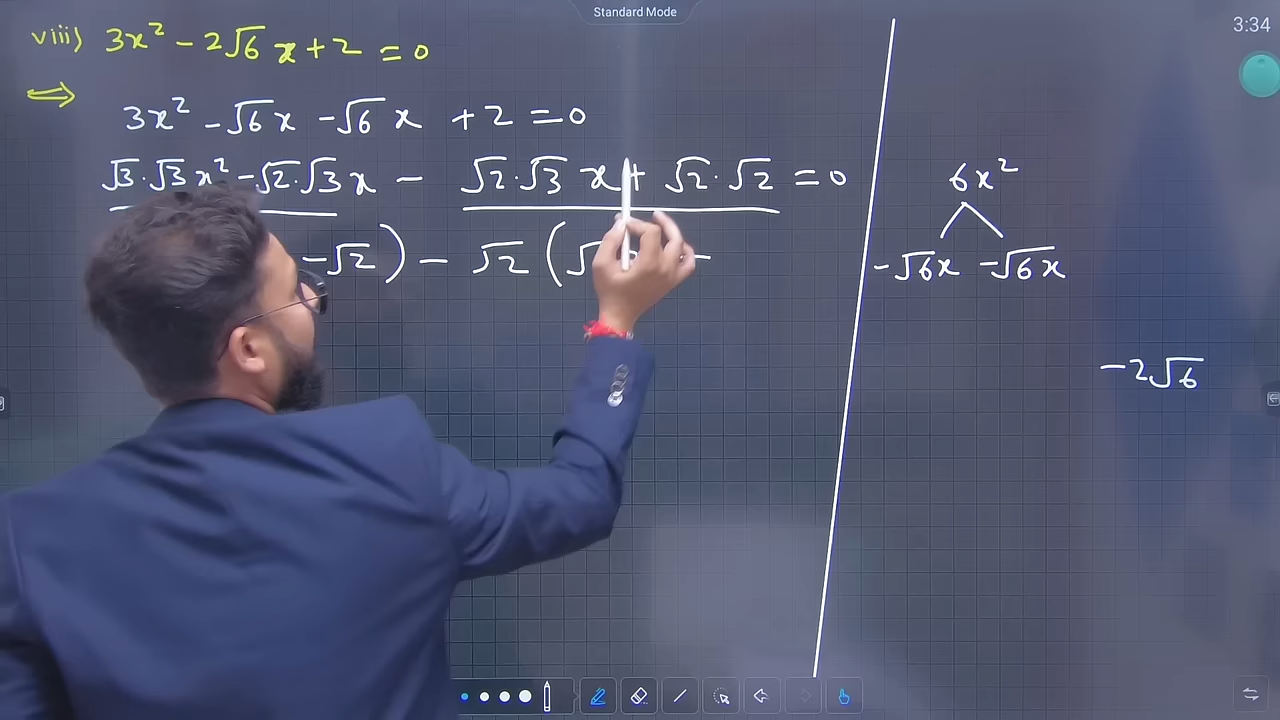 Standard Mode
3:34
viii) 3x² - 2√6 x + 2 = 0
⟺
3x² - √6 x - √6 x + 2 = 0
√3·√3 x² - √2·√3 x - √2·√3 x + √2·√2 = 0
- √2 ) - √2 ( √ -
6x²
-√6x -√6x
-2√6